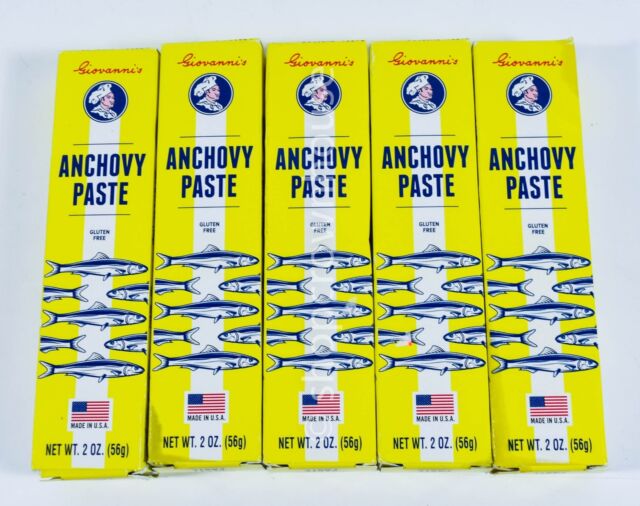 Giovanni's
ANCHOVY
PASTE
GLUTEN
FREE
MADE IN U.S.A.
NET WT. 2 OZ. (56g)
Giovanni's
ANCHOVY
PASTE
GLUTEN
FREE
MADE IN U.S.A.
NET WT. 2 OZ. (56g)
Giovanni's
ANCHOVY
PASTE
GLUTEN
FREE
MADE IN U.S.A.
NET WT. 2 OZ. (56g)
Giovanni's
ANCHOVY
PASTE
GLUTEN
FREE
MADE IN U.S.A.
NET WT. 2 OZ. (56g)
Giovanni's
ANCHOVY
PASTE
GLUTEN
FREE
MADE IN U.S.A.
NET WT. 2 OZ. (56g)